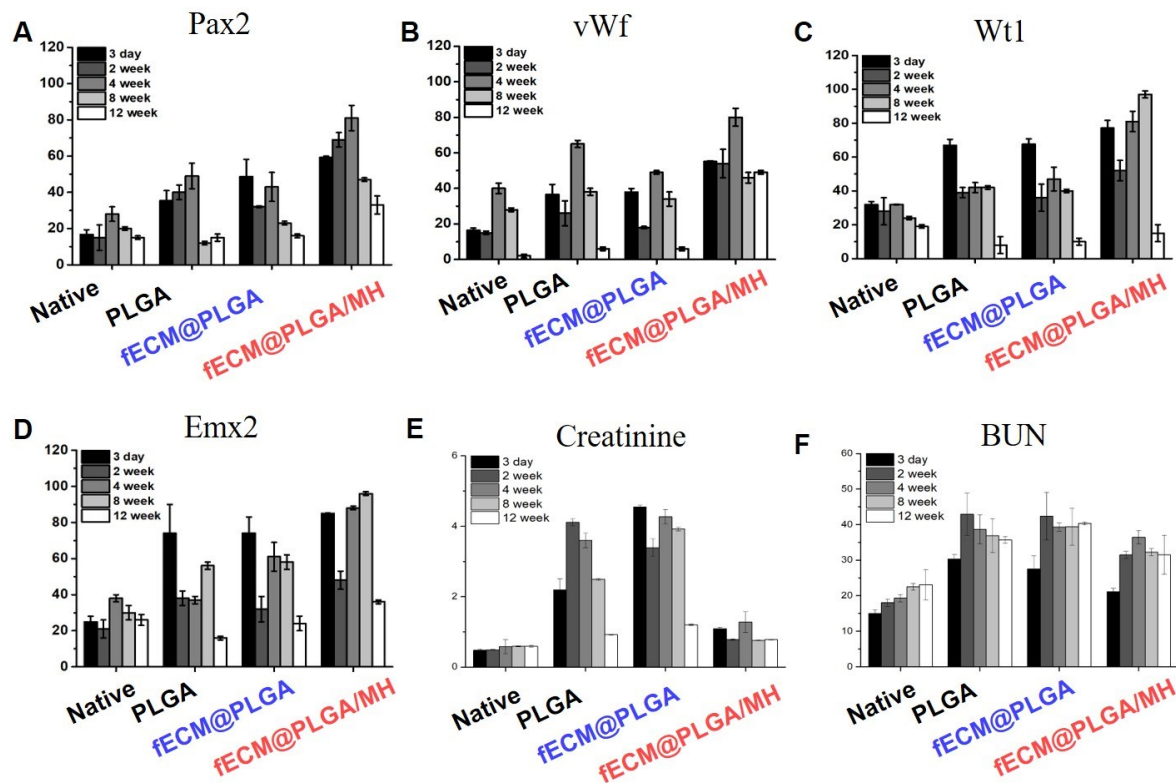 A
Pax2
120
100
80
60
40
20
0
3 day
2 week
4 week
8 week
12 week
Native
PLGA
fECM@PLGA
fECM@PLGA/MH
B
vWf
120
100
80
60
40
20
0
3 day
2 week
4 week
8 week
12 week
Native
PLGA
fECM@PLGA
fECM@PLGA/MH
C
Wt1
120
100
80
60
40
20
0
3 day
2 week
4 week
8 week
12 week
Native
PLGA
fECM@PLGA
fECM@PLGA/MH
D
Emx2
120
100
80
60
40
20
0
3 day
2 week
4 week
8 week
12 week
Native
PLGA
fECM@PLGA
fECM@PLGA/MH
E
Creatinine
6
4
2
0
3 day
2 week
4 week
8 week
12 week
Native
PLGA
fECM@PLGA
fECM@PLGA/MH
F
BUN
60
50
40
30
20
10
0
3 day
2 week
4 week
8 week
12 week
Native
PLGA
fECM@PLGA
fECM@PLGA/MH